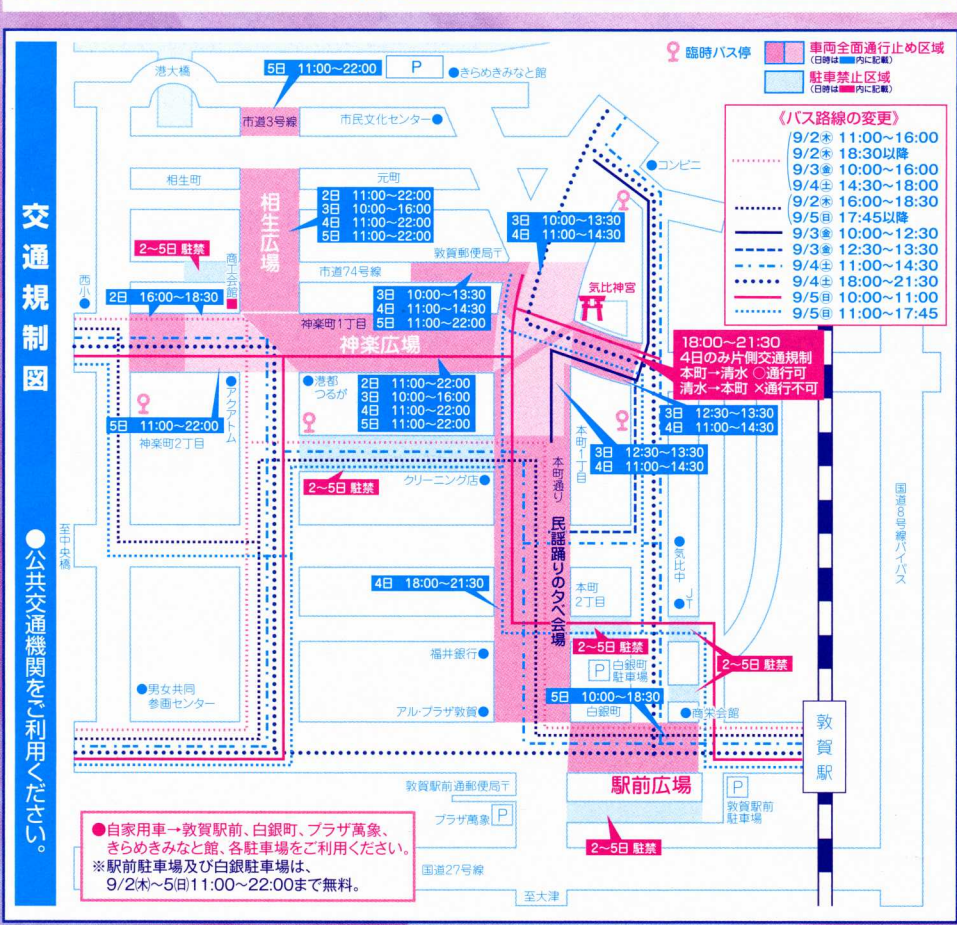 交通規制図
●公共交通機関をご利用ください。
臨時バス停
車両全面通行止め区域
(日時は■内に記載)
駐車禁止区域
(日時は■内に記載)
《バス路線の変更》
9/2㊍ 11:00〜16:00
9/2㊍ 18:30以降
9/3㊎ 10:00〜16:00
9/4㊏ 14:30〜18:00
9/2㊍ 16:00〜18:30
9/5㊐ 17:45以降
9/3㊎ 10:00〜12:30
9/3㊎ 12:30〜13:30
9/4㊏ 11:00〜14:30
9/4㊏ 18:00〜21:30
9/5㊐ 10:00〜11:00
9/5㊐ 11:00〜17:45
港大橋
5日 11:00〜22:00
P
●きらめきみなと館
市道3号線
市民文化センター●
●コンビニ
相生町
元町
相生広場
2日 11:00〜22:00
3日 10:00〜16:00
4日 11:00〜22:00
5日 11:00〜22:00
3日 10:00〜13:30
4日 11:00〜14:30
2〜5日 駐禁
商工会館
敦賀郵便局〒
市道74号線
気比神宮
西小●
2日 16:00〜18:30
3日 10:00〜13:30
4日 11:00〜14:30
5日 11:00〜22:00
神楽町1丁目
神楽広場
18:00〜21:30
4日のみ片側交通規制
本町→清水 ○通行可
清水→本町 ×通行不可
●アクアトム
●港都つるが
2日 11:00〜22:00
3日 10:00〜16:00
4日 11:00〜22:00
5日 11:00〜22:00
3日 12:30〜13:30
4日 11:00〜14:30
5日 11:00〜22:00
神楽町2丁目
本町1丁目
3日 12:30〜13:30
4日 11:00〜14:30
2〜5日 駐禁
クリーニング店●
本町通り
民謡踊りの夕べ会場
国道8号線バイパス
至中央橋
●気比中
4日 18:00〜21:30
本町
2丁目
●JT
2〜5日 駐禁
福井銀行●
P 白銀町
駐車場
2〜5日 駐禁
●男女共同
参画センター
5日 10:00〜18:30
アル・プラザ敦賀●
白銀町
●商栄会館
敦賀駅
敦賀駅前通郵便局〒
駅前広場
P
敦賀駅前
駐車場
プラザ萬象 P
2〜5日 駐禁
●自家用車→敦賀駅前、白銀町、プラザ萬象、
きらめきみなと館、各駐車場をご利用ください。
※駅前駐車場及び白銀駐車場は、
9/2㈭〜5㈰11:00〜22:00まで無料。
国道27号線
至大津